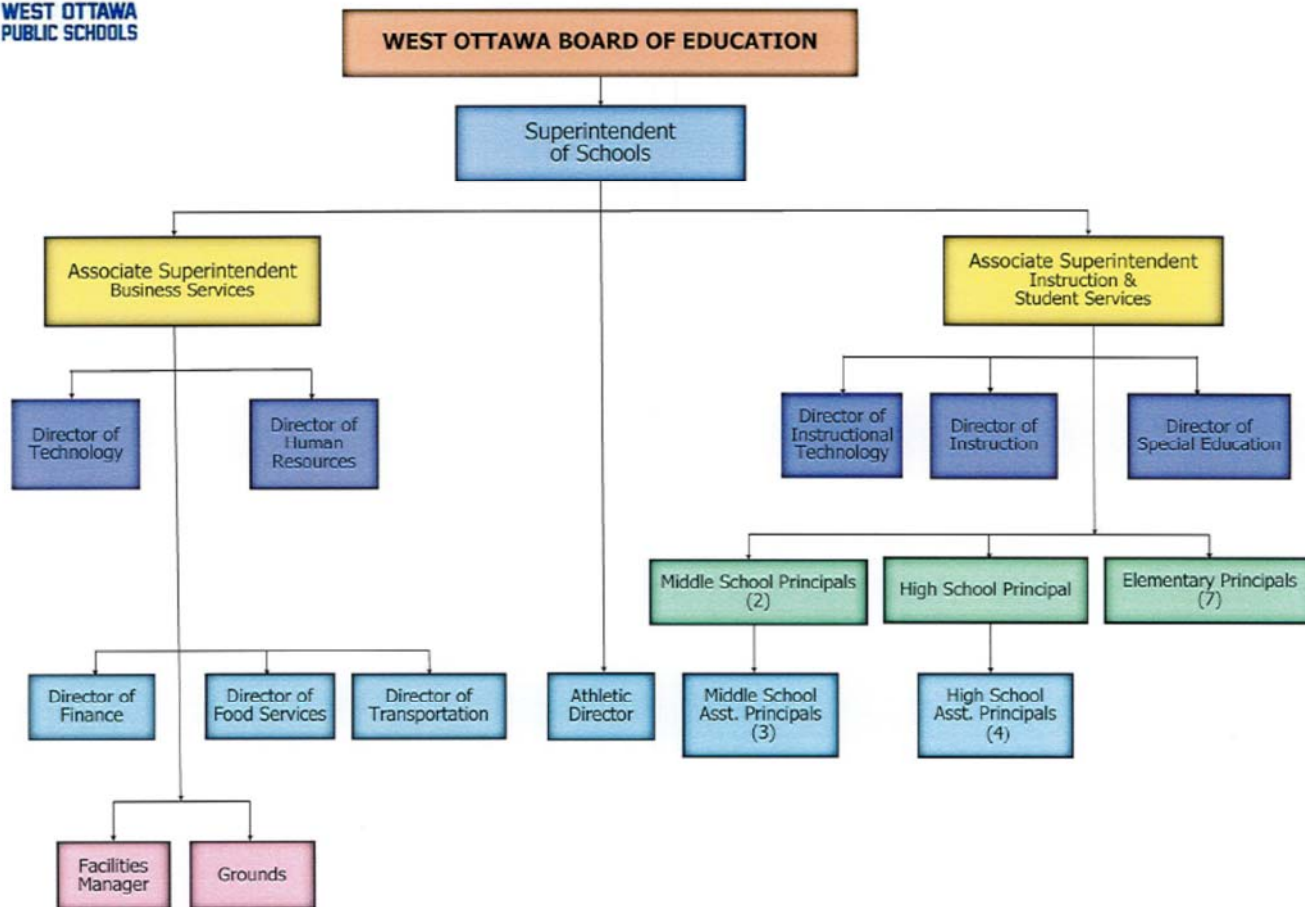 WEST OTTAWA
PUBLIC SCHOOLS
WEST OTTAWA BOARD OF EDUCATION
Superintendent
of Schools
Associate Superintendent
Business Services
Associate Superintendent
Instruction &
Student Services
Director of
Technology
Director of
Human
Resources
Director of
Instructional
Technology
Director of
Instruction
Director of
Special Education
Middle School Principals
(2)
High School Principal
Elementary Principals
(7)
Director of
Finance
Director of
Food Services
Director of
Transportation
Athletic
Director
Middle School
Asst. Principals
(3)
High School
Asst. Principals
(4)
Facilities
Manager
Grounds